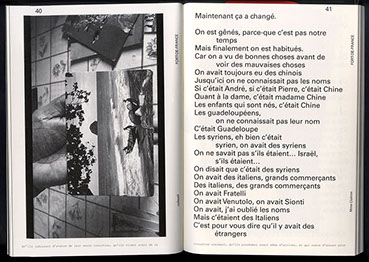 40
41
FORT-DE-FRANCE
FORT-DE-FRANCE
Maintenant ça a changé.
On est gênés, parce-que c'est pas notre
temps
Mais finalement on est habitués.
Car on a vu de bonnes choses avant de
voir des mauvaises choses
On avait toujours eu des chinois
Jusqu'ici on ne connaissait pas les noms
Si c'était André, si c'était Pierre, c'était Chine
Quant à la dame, c'était madame Chine
Les enfants qui sont nés, c'était Chine
Les guadeloupéens,
on ne connaissait pas leur nom
C'était Guadeloupe
Les syriens, eh bien c'était
syrien, on avait des syriens
On ne savait pas s'ils étaient... Israël,
s'ils étaient...
On disait que c'était des syriens
On avait des italiens, grands commerçants
Des italiens, des grands commerçants
On avait Fratelli
On avait Venutolo, on avait Sionti
On avait, j'ai oublié les noms
Mais c'étaient des Italiens
C'est pour vous dire qu'il y avait des
étrangers